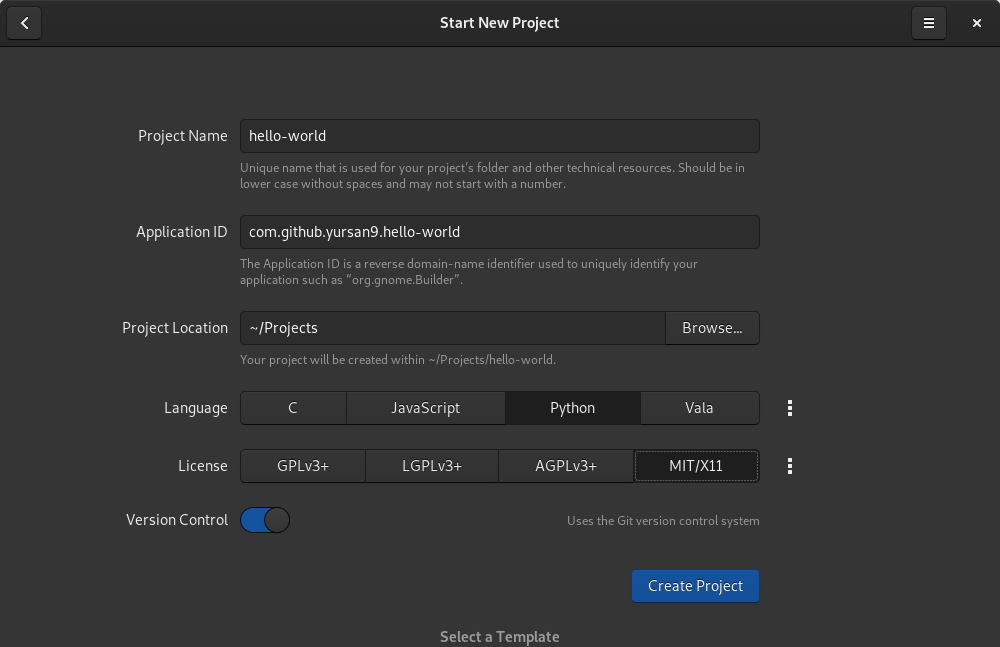 Start New Project
Project Name
hello-world
Unique name that is used for your project's folder and other technical resources. Should be in
lower case without spaces and may not start with a number.
Application ID
com.github.yursan9.hello-world
The Application ID is a reverse domain-name identifier used to uniquely identify your
application such as “org.gnome.Builder”.
Project Location
~/Projects
Browse...
Your project will be created within ~/Projects/hello-world.
Language
C
JavaScript
Python
Vala
License
GPLv3+
LGPLv3+
AGPLv3+
MIT/X11
Version Control
Uses the Git version control system
Create Project
Select a Template